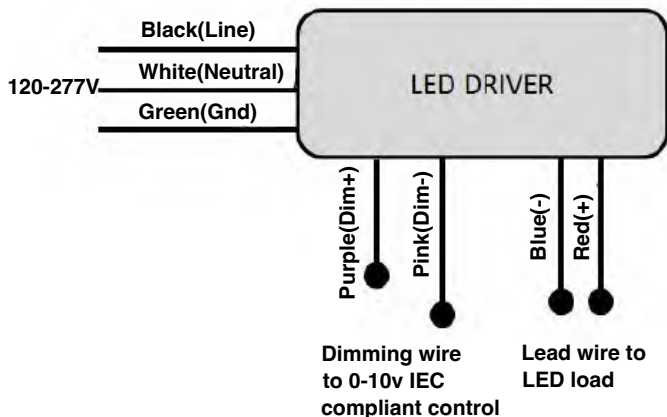 Black(Line)
120-277V
White(Neutral)
Green(Gnd)
LED DRIVER
Purple(Dim+)
Pink(Dim-)
Blue(-)
Red(+)
Dimming wire
to 0-10v IEC
compliant control
Lead wire to
LED load